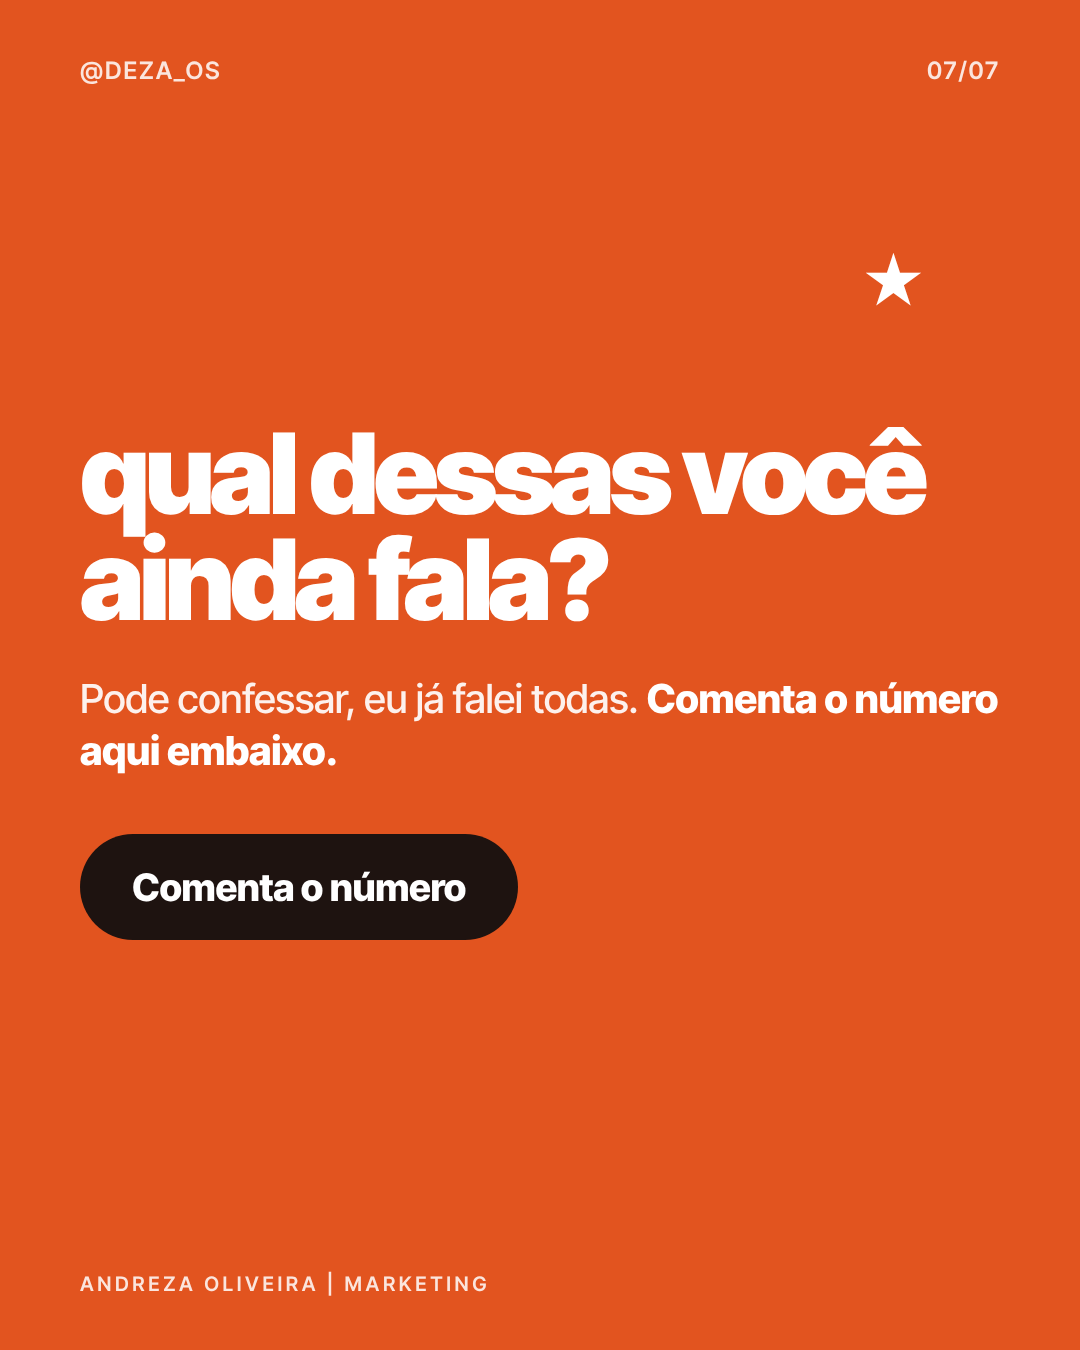 @DEZA_OS
07/07
qual dessas você
ainda fala?
Pode confessar, eu já falei todas. Comenta o número
aqui embaixo.
Comenta o número
ANDREZA OLIVEIRA | MARKETING